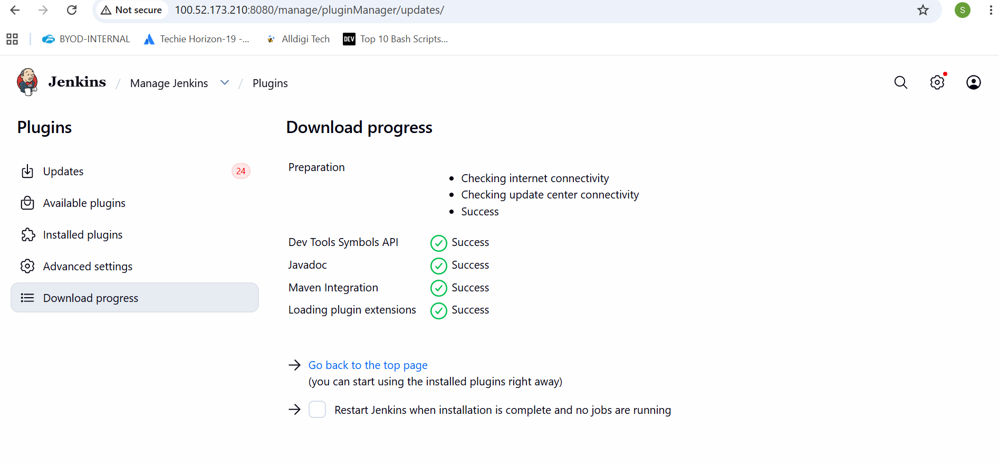 Not secure 100.52.173.210:8080/manage/pluginManager/updates/ S
BYOD-INTERNAL Techie Horizon-19 -... Alldigi Tech DEV Top 10 Bash Scripts...
Jenkins / Manage Jenkins / Plugins
Plugins
Updates 24
Available plugins
Installed plugins
Advanced settings
Download progress
Download progress
Preparation
Checking internet connectivity
Checking update center connectivity
Success
Dev Tools Symbols API Success
Javadoc Success
Maven Integration Success
Loading plugin extensions Success
Go back to the top page
(you can start using the installed plugins right away)
Restart Jenkins when installation is complete and no jobs are running